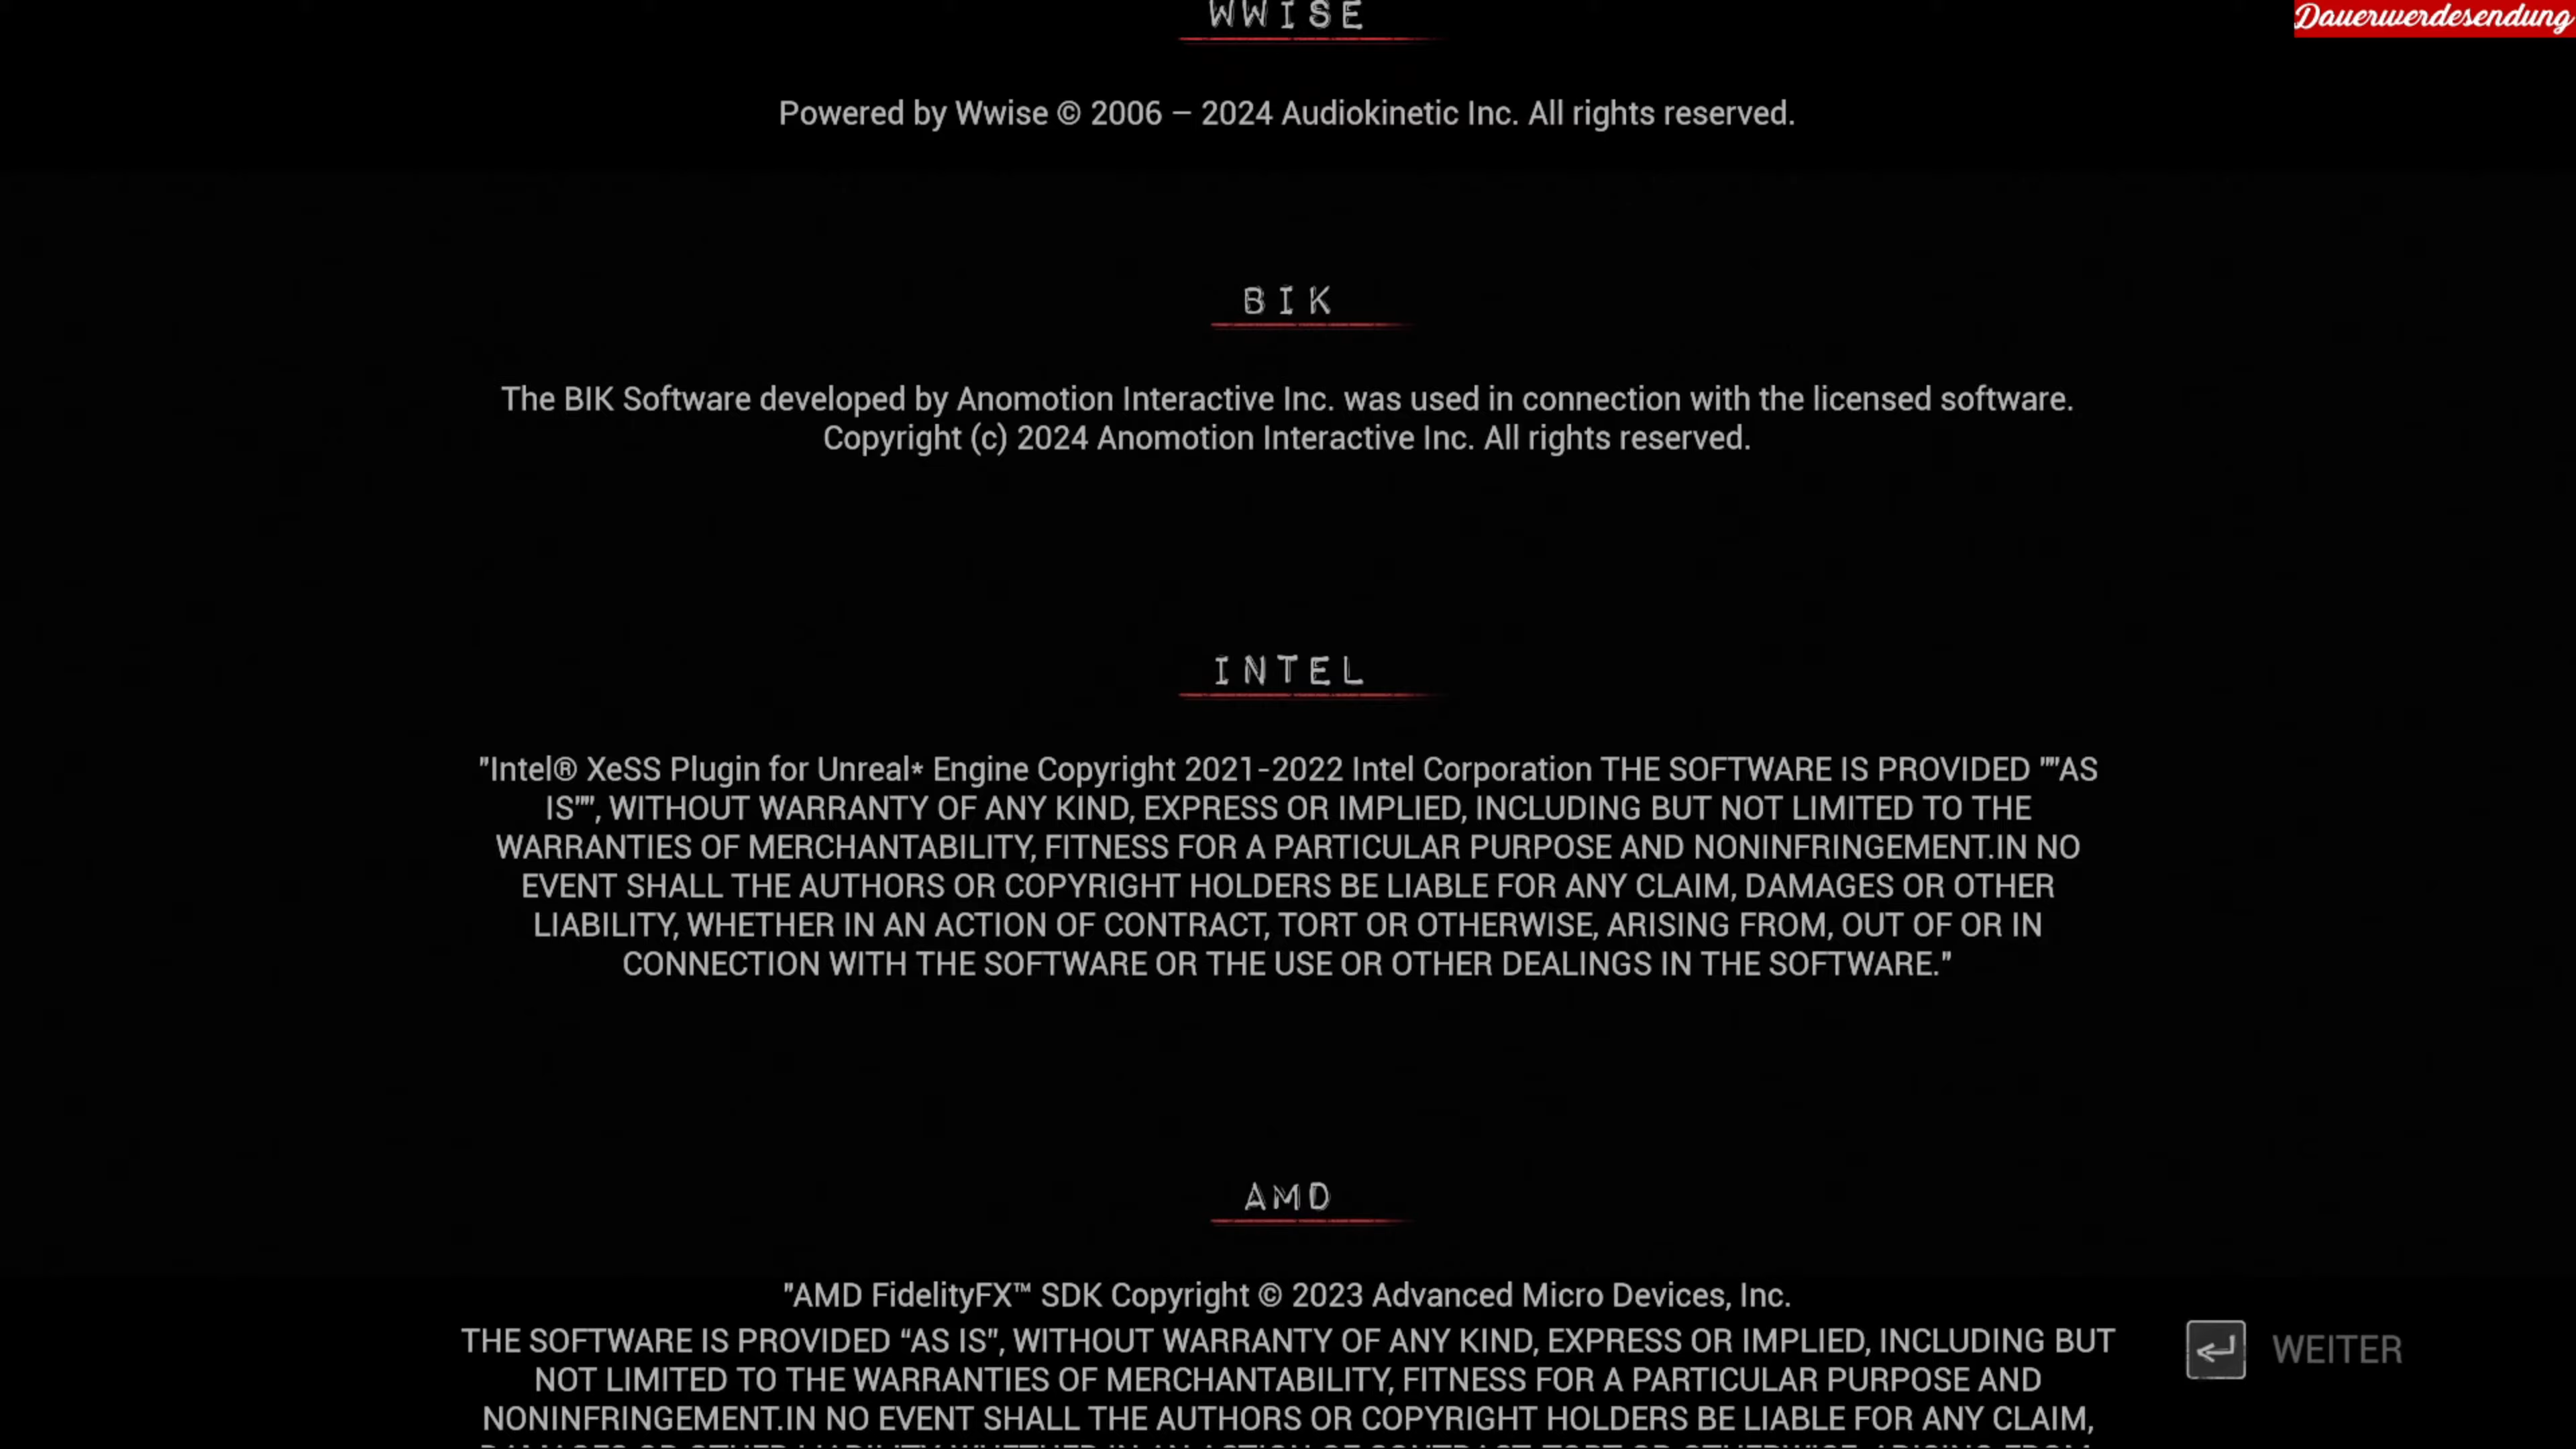 WWISE
Dauerwerdesendung
Powered by Wwise © 2006 – 2024 Audiokinetic Inc. All rights reserved.
BIK
The BIK Software developed by Anomotion Interactive Inc. was used in connection with the licensed software.
Copyright (c) 2024 Anomotion Interactive Inc. All rights reserved.
INTEL
"Intel® XeSS Plugin for Unreal* Engine Copyright 2021-2022 Intel Corporation THE SOFTWARE IS PROVIDED ""AS
IS"", WITHOUT WARRANTY OF ANY KIND, EXPRESS OR IMPLIED, INCLUDING BUT NOT LIMITED TO THE
WARRANTIES OF MERCHANTABILITY, FITNESS FOR A PARTICULAR PURPOSE AND NONINFRINGEMENT.IN NO
EVENT SHALL THE AUTHORS OR COPYRIGHT HOLDERS BE LIABLE FOR ANY CLAIM, DAMAGES OR OTHER
LIABILITY, WHETHER IN AN ACTION OF CONTRACT, TORT OR OTHERWISE, ARISING FROM, OUT OF OR IN
CONNECTION WITH THE SOFTWARE OR THE USE OR OTHER DEALINGS IN THE SOFTWARE."
AMD
"AMD FidelityFX™ SDK Copyright © 2023 Advanced Micro Devices, Inc.
THE SOFTWARE IS PROVIDED “AS IS”, WITHOUT WARRANTY OF ANY KIND, EXPRESS OR IMPLIED, INCLUDING BUT
WEITER
NOT LIMITED TO THE WARRANTIES OF MERCHANTABILITY, FITNESS FOR A PARTICULAR PURPOSE AND
NONINFRINGEMENT.IN NO EVENT SHALL THE AUTHORS OR COPYRIGHT HOLDERS BE LIABLE FOR ANY CLAIM,